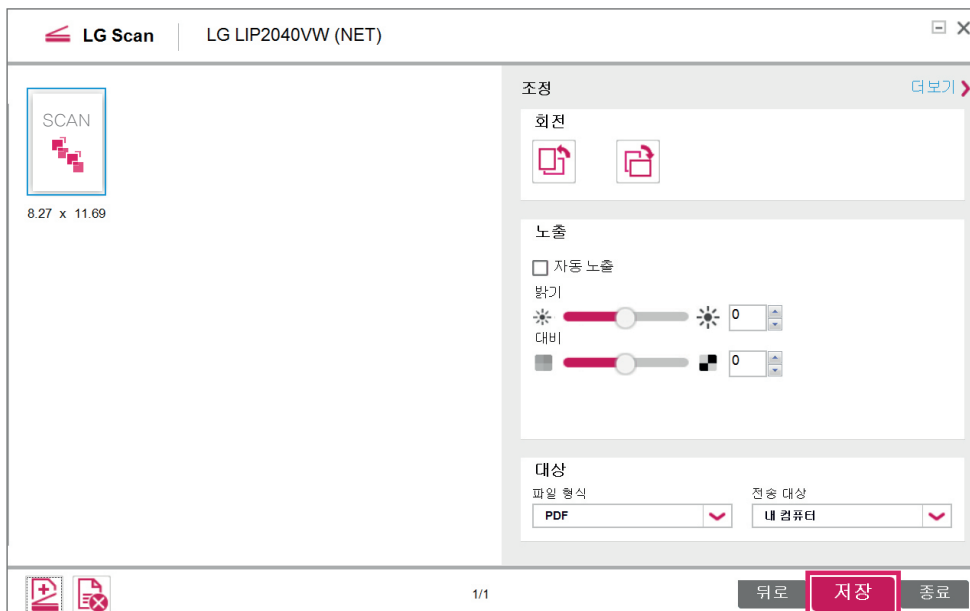 LG Scan
LG LIP2040VW (NET)
조정
더보기
SCAN
8.27 x 11.69
회전
노출
자동 노출
밝기
0
대비
0
대상
파일 형식
전송 대상
PDF
내 컴퓨터
1/1
뒤로
저장
종료